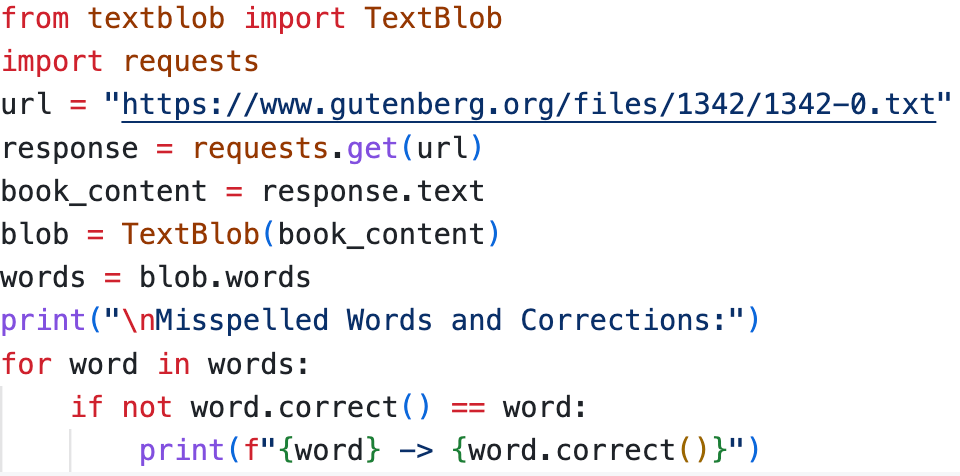 from textblob import TextBlob
import requests
url = "https://www.gutenberg.org/files/1342/1342-0.txt"
response = requests.get(url)
book_content = response.text
blob = TextBlob(book_content)
words = blob.words
print("\nMisspelled Words and Corrections:")
for word in words:
    if not word.correct() == word:
        print(f"{word} -> {word.correct()}")